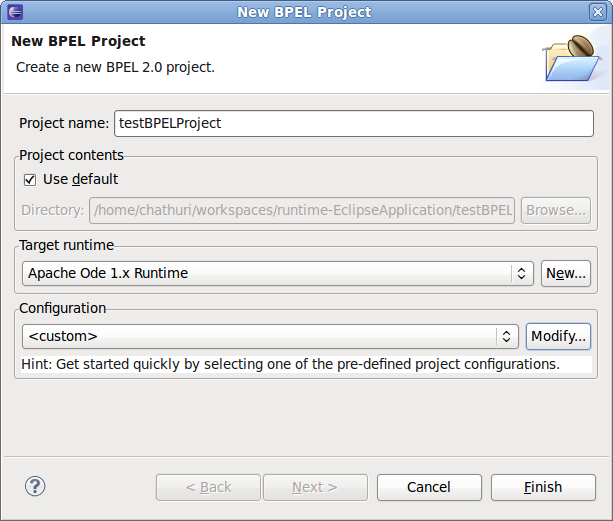 New BPEL Project
New BPEL Project
Create a new BPEL 2.0 project.
Project name: testBPELProject
Project contents
Use default
Directory: /home/chathuri/workspaces/runtime-EclipseApplication/testBPEL Browse...
Target runtime
Apache Ode 1.x Runtime New...
Configuration
<custom> Modify...
Hint: Get started quickly by selecting one of the pre-defined project configurations.
? < Back Next > Cancel Finish